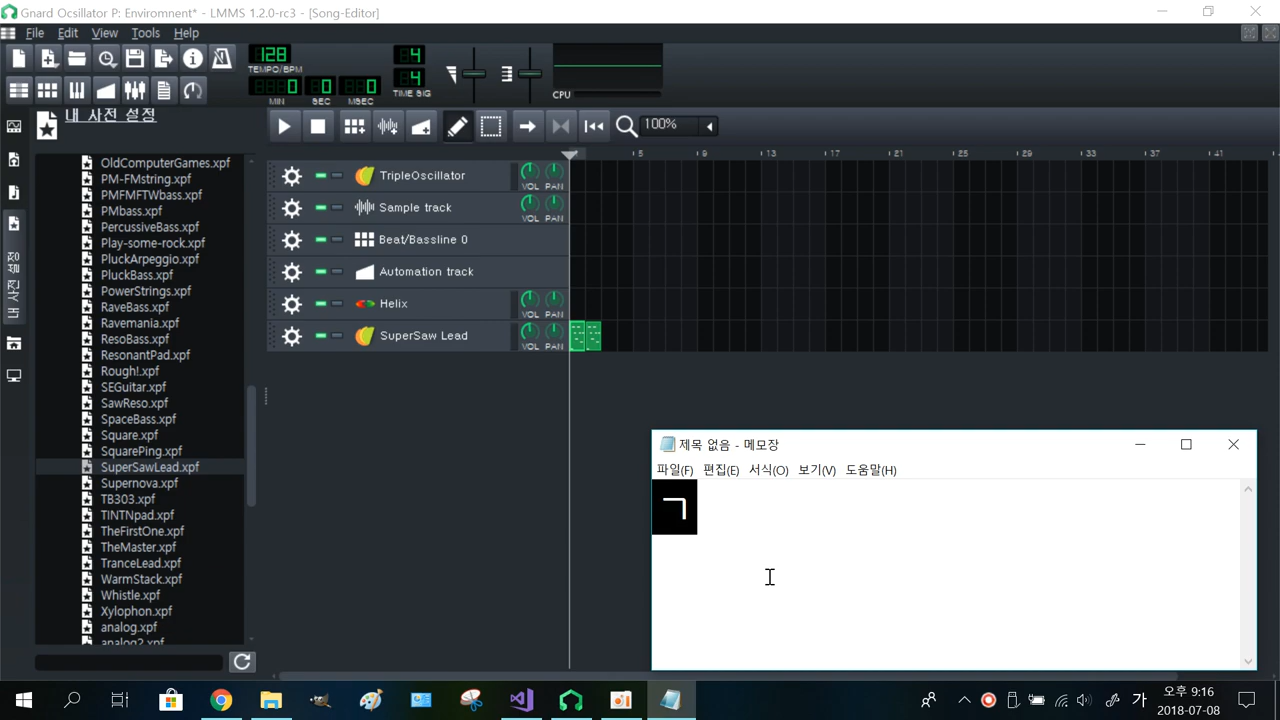 Gnard Ocsillator P: Enviromnent* - LMMS 1.2.0-rc3 - [Song-Editor]
File Edit View Tools Help
128
TEMPO/BPM
0 0 0
MIN SEC MSEC
4
4
TIME SIG
CPU
내 사전 설정
100%
5 9 13 17 21 25 29 33 37 41
OldComputerGames.xpf
PM-FMstring.xpf
PMFMFTWbass.xpf
PMbass.xpf
PercussiveBass.xpf
Play-some-rock.xpf
PluckArpeggio.xpf
PluckBass.xpf
PowerStrings.xpf
RaveBass.xpf
Ravemania.xpf
ResoBass.xpf
ResonantPad.xpf
Rough!.xpf
SEGuitar.xpf
SawReso.xpf
SpaceBass.xpf
Square.xpf
SquarePing.xpf
SuperSawLead.xpf
Supernova.xpf
TB303.xpf
TINTNpad.xpf
TheFirstOne.xpf
TheMaster.xpf
TranceLead.xpf
WarmStack.xpf
Whistle.xpf
Xylophon.xpf
analog.xpf
analog2.xpf
TripleOscillator
VOL PAN
Sample track
VOL PAN
Beat/Bassline 0
Automation track
Helix
VOL PAN
SuperSaw Lead
VOL PAN
제목 없음 - 메모장
파일(F) 편집(E) 서식(O) 보기(V) 도움말(H)
ㄱ
가
오후 9:16
2018-07-08